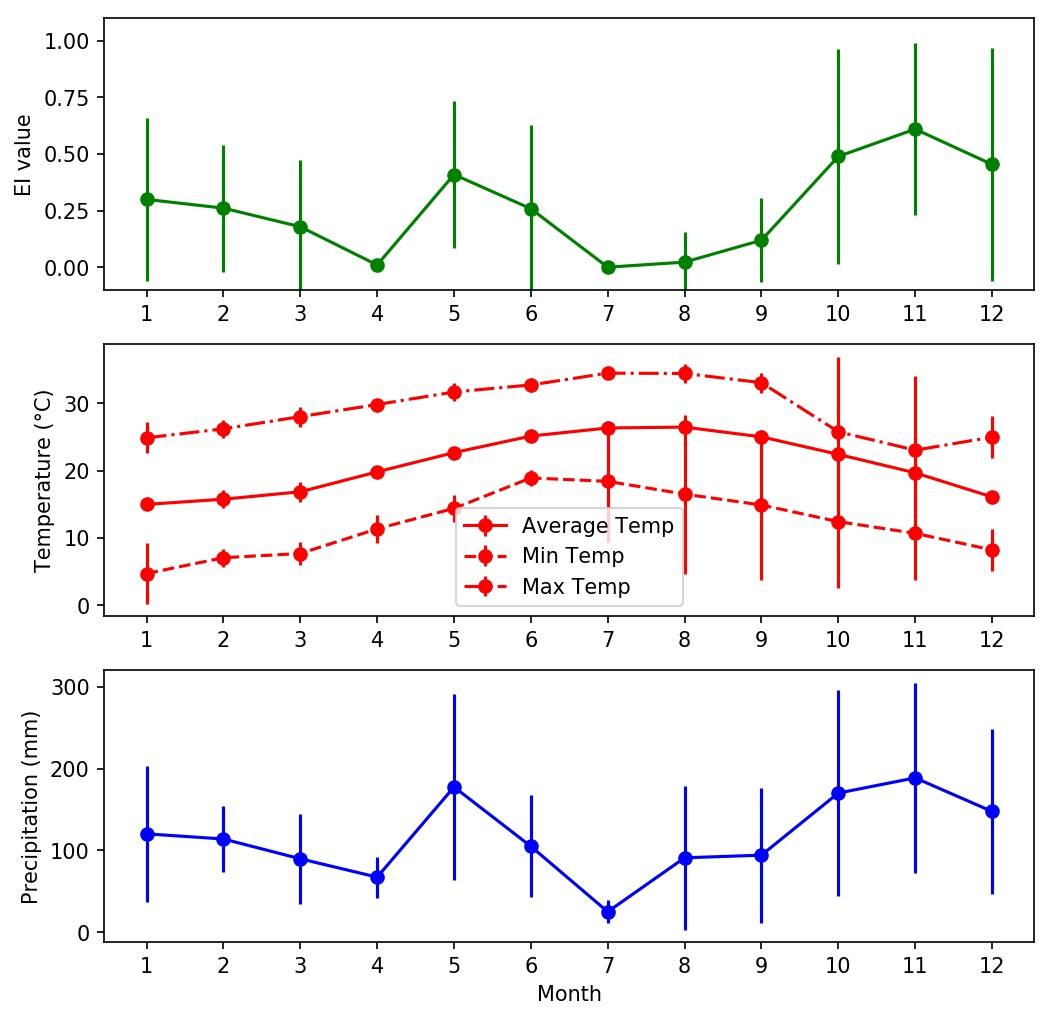 EI value
1.00
0.75
0.50
0.25
0.00
1 2 3 4 5 6 7 8 9 10 11 12
Temperature (°C)
30
20
10
0
Average Temp
Min Temp
Max Temp
1 2 3 4 5 6 7 8 9 10 11 12
Precipitation (mm)
300
200
100
0
1 2 3 4 5 6 7 8 9 10 11 12
Month